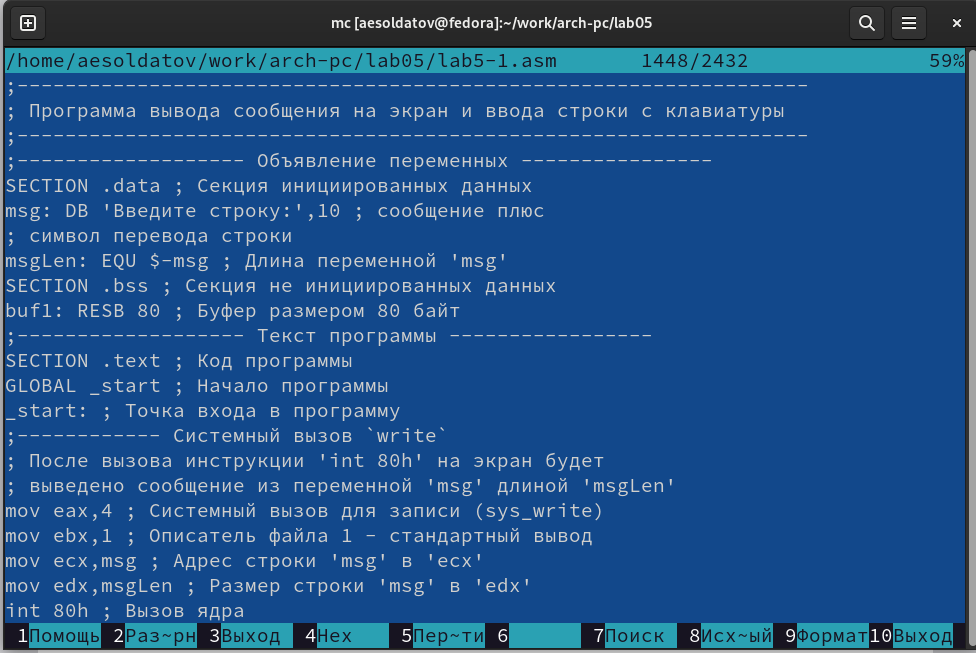 mc [aesoldatov@fedora]:~/work/arch-pc/lab05
/home/aesoldatov/work/arch-pc/lab05/lab5-1.asm 1448/2432 59%
;------------------------------------------------------------------
; Программа вывода сообщения на экран и ввода строки с клавиатуры
;------------------------------------------------------------------
;------------------- Объявление переменных ----------------
SECTION .data ; Секция инициированных данных
msg: DB 'Введите строку:',10 ; сообщение плюс
; символ перевода строки
msgLen: EQU $-msg ; Длина переменной 'msg'
SECTION .bss ; Секция не инициированных данных
buf1: RESB 80 ; Буфер размером 80 байт
;------------------- Текст программы -----------------
SECTION .text ; Код программы
GLOBAL _start ; Начало программы
_start: ; Точка входа в программу
;------------ Системный вызов `write`
; После вызова инструкции 'int 80h' на экран будет
; выведено сообщение из переменной 'msg' длиной 'msgLen'
mov eax,4 ; Системный вызов для записи (sys_write)
mov ebx,1 ; Описатель файла 1 - стандартный вывод
mov ecx,msg ; Адрес строки 'msg' в 'ecx'
mov edx,msgLen ; Размер строки 'msg' в 'edx'
int 80h ; Вызов ядра
1Помощь 2Раз~рн 3Выход 4Hex 5Пер~ти 6 7Поиск 8Исх~ый 9Формат 10Выход